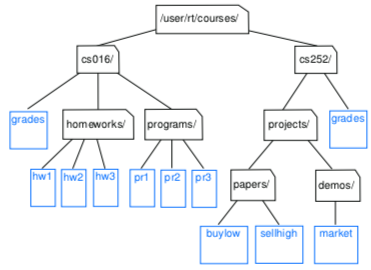 /user/rt/courses/
cs016/
cs252/
grades
homeworks/
programs/
projects/
grades
hw1
hw2
hw3
pr1
pr2
pr3
papers/
demos/
buylow
sellhigh
market